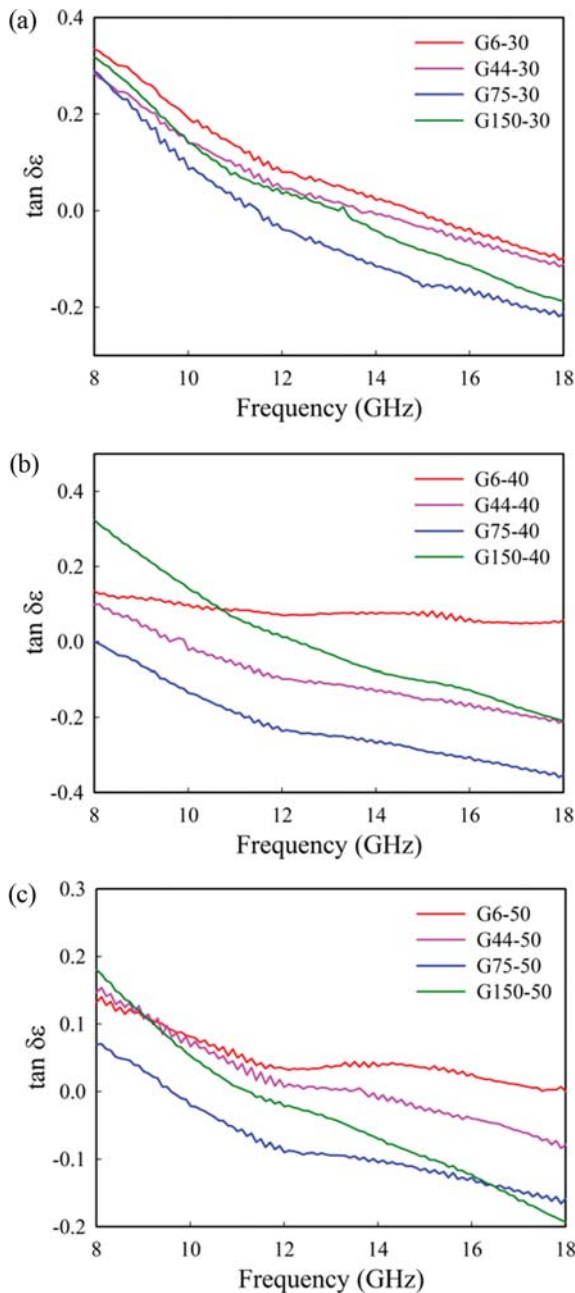 (a)
0.4
0.2
0.0
-0.2
tan δε
G6-30
G44-30
G75-30
G150-30
8
10
12
14
16
18
Frequency (GHz)
(b)
0.4
0.2
0.0
-0.2
-0.4
tan δε
G6-40
G44-40
G75-40
G150-40
8
10
12
14
16
18
Frequency (GHz)
(c)
0.3
0.2
0.1
0.0
-0.1
-0.2
tan δε
G6-50
G44-50
G75-50
G150-50
8
10
12
14
16
18
Frequency (GHz)